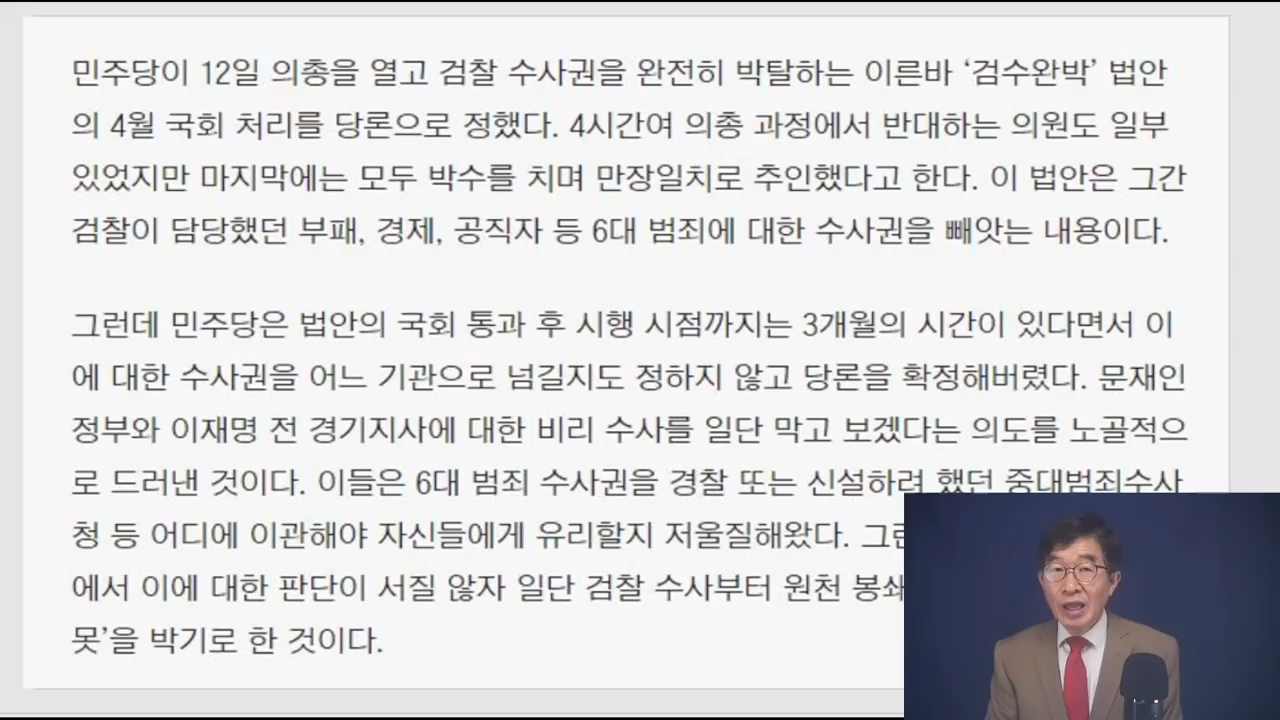 민주당이 12일 의총을 열고 검찰 수사권을 완전히 박탈하는 이른바 ‘검수완박’ 법안
의 4월 국회 처리를 당론으로 정했다. 4시간여 의총 과정에서 반대하는 의원도 일부
있었지만 마지막에는 모두 박수를 치며 만장일치로 추인했다고 한다. 이 법안은 그간
검찰이 담당했던 부패, 경제, 공직자 등 6대 범죄에 대한 수사권을 빼앗는 내용이다.
그런데 민주당은 법안의 국회 통과 후 시행 시점까지는 3개월의 시간이 있다면서 이
에 대한 수사권을 어느 기관으로 넘길지도 정하지 않고 당론을 확정해버렸다. 문재인
정부와 이재명 전 경기지사에 대한 비리 수사를 일단 막고 보겠다는 의도를 노골적으
로 드러낸 것이다. 이들은 6대 범죄 수사권을 경찰 또는 신설하려 했던 중대범죄수사
청 등 어디에 이관해야 자신들에게 유리할지 저울질해왔다.
에서 이에 대한 판단이 서질 않자 일단 검찰 수사부터 원천 봉쇄
못’을 박기로 한 것이다.